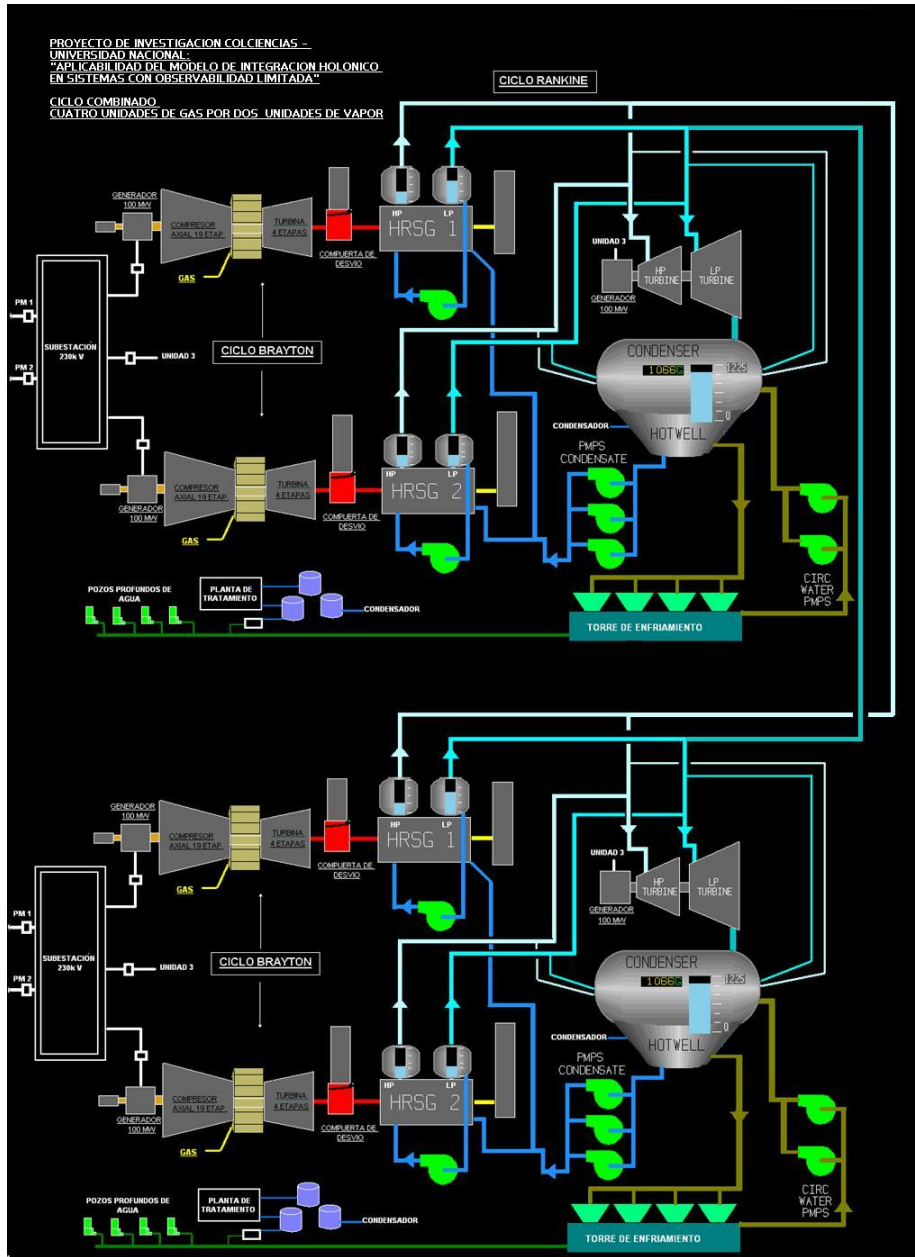 PROYECTO DE INVESTIGACION COLCIENCIAS -
UNIVERSIDAD NACIONAL:
"APLICABILIDAD DEL MODELO DE INTEGRACION HOLONICO
EN SISTEMAS CON OBSERVABILIDAD LIMITADA"
CICLO COMBINADO
CUATRO UNIDADES DE GAS POR DOS UNIDADES DE VAPOR
CICLO RANKINE
GENERADOR
100 MW
COMPRESOR
AXIAL 19 ETAP.
TURBINA
4 ETAPAS
GAS
COMPUERTA DE
DESVIO
HP
LP
HRSG 1
UNIDAD 3
GENERADOR
100 MW
HP
TURBINE
LP
TURBINE
PM 1
PM 2
SUBESTACIÓN
230k V
UNIDAD 3
CICLO BRAYTON
CONDENSER
1066G
1225
0
HOTWELL
CONDENSADOR
PMPS
CONDENSATE
HP
LP
HRSG 2
COMPRESOR
AXIAL 19 ETAP.
TURBINA
4 ETAPAS
GENERADOR
100 MW
GAS
COMPUERTA DE
DESVIO
CIRC
WATER
PMPS
POZOS PROFUNDOS DE
AGUA
PLANTA DE
TRATAMIENTO
CONDENSADOR
TORRE DE ENFRIAMIENTO
GENERADOR
100 MW
COMPRESOR
AXIAL 19 ETAP.
TURBINA
4 ETAPAS
GAS
COMPUERTA DE
DESVIO
HP
LP
HRSG 1
UNIDAD 3
GENERADOR
100 MW
HP
TURBINE
LP
TURBINE
PM 1
PM 2
SUBESTACIÓN
230k V
UNIDAD 3
CICLO BRAYTON
CONDENSER
1066G
1225
0
HOTWELL
CONDENSADOR
PMPS
CONDENSATE
HP
LP
HRSG 2
COMPRESOR
AXIAL 19 ETAP.
TURBINA
4 ETAPAS
GENERADOR
100 MW
GAS
COMPUERTA DE
DESVIO
CIRC
WATER
PMPS
POZOS PROFUNDOS DE
AGUA
PLANTA DE
TRATAMIENTO
CONDENSADOR
TORRE DE ENFRIAMIENTO